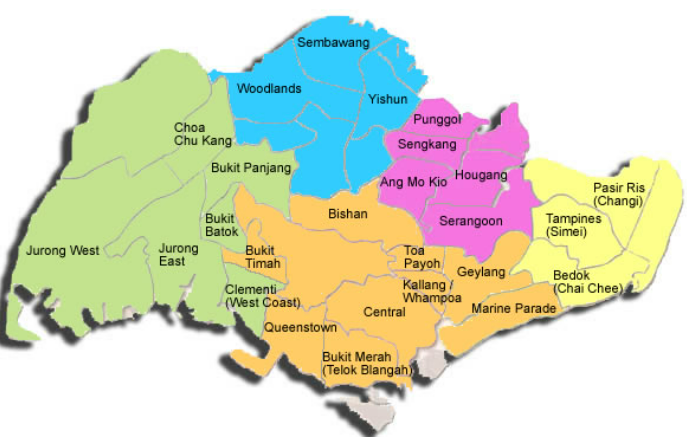 Sembawang
Woodlands
Yishun
Punggol
Choa
Chu Kang
Sengkang
Bukit Panjang
Ang Mo Kio
Hougang
Pasir Ris
(Changi)
Bishan
Serangoon
Tampines
(Simei)
Bukit
Batok
Jurong West
Jurong
East
Bukit
Timah
Toa
Payoh
Geylang
Bedok
(Chai Chee)
Clementi
(West Coast)
Kallang /
Whampoa
Central
Marine Parade
Queenstown
Bukit Merah
(Telok Blangah)